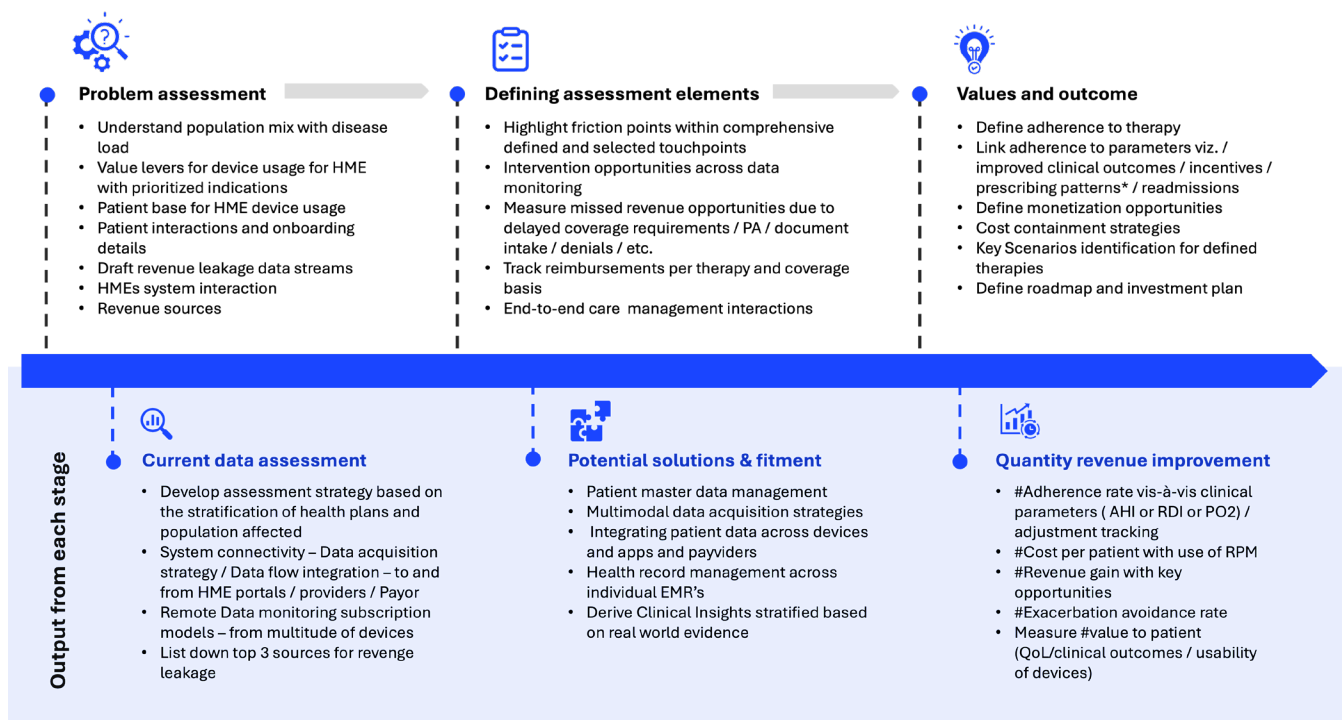 Problem assessment
• Understand population mix with disease
load
• Value levers for device usage for HME
with prioritized indications
• Patient base for HME device usage
• Patient interactions and onboarding
details
• Draft revenue leakage data streams
• HMEs system interaction
• Revenue sources
Defining assessment elements
• Highlight friction points within comprehensive
defined and selected touchpoints
• Intervention opportunities across data
monitoring
• Measure missed revenue opportunities due to
delayed coverage requirements / PA / document
intake / denials / etc.
• Track reimbursements per therapy and coverage
basis
• End-to-end care management interactions
Values and outcome
• Define adherence to therapy
• Link adherence to parameters viz. /
improved clinical outcomes / incentives /
prescribing patterns* / readmissions
• Define monetization opportunities
• Cost containment strategies
• Key Scenarios identification for defined
therapies
• Define roadmap and investment plan
Output from each stage
Current data assessment
• Develop assessment strategy based on
the stratification of health plans and
population affected
• System connectivity – Data acquisition
strategy / Data flow integration – to and
from HME portals / providers / Payor
• Remote Data monitoring subscription
models – from multitude of devices
• List down top 3 sources for revenge
leakage
Potential solutions & fitment
• Patient master data management
• Multimodal data acquisition strategies
• Integrating patient data across devices
and apps and payviders
• Health record management across
individual EMR's
• Derive Clinical Insights stratified based
on real world evidence
Quantity revenue improvement
• #Adherence rate vis-à-vis clinical
parameters ( AHI or RDI or PO2) /
adjustment tracking
• #Cost per patient with use of RPM
• #Revenue gain with key
opportunities
• #Exacerbation avoidance rate
• Measure #value to patient
(QoL/clinical outcomes / usability
of devices)